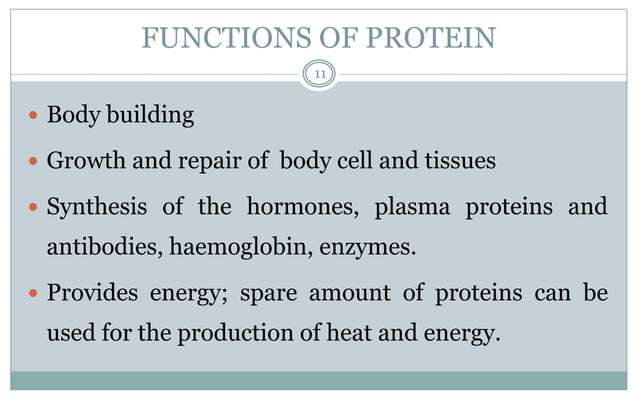 FUNCTIONS OF PROTEIN
11
• Body building
• Growth and repair of body cell and tissues
• Synthesis of the hormones, plasma proteins and
antibodies, haemoglobin, enzymes.
• Provides energy; spare amount of proteins can be
used for the production of heat and energy.